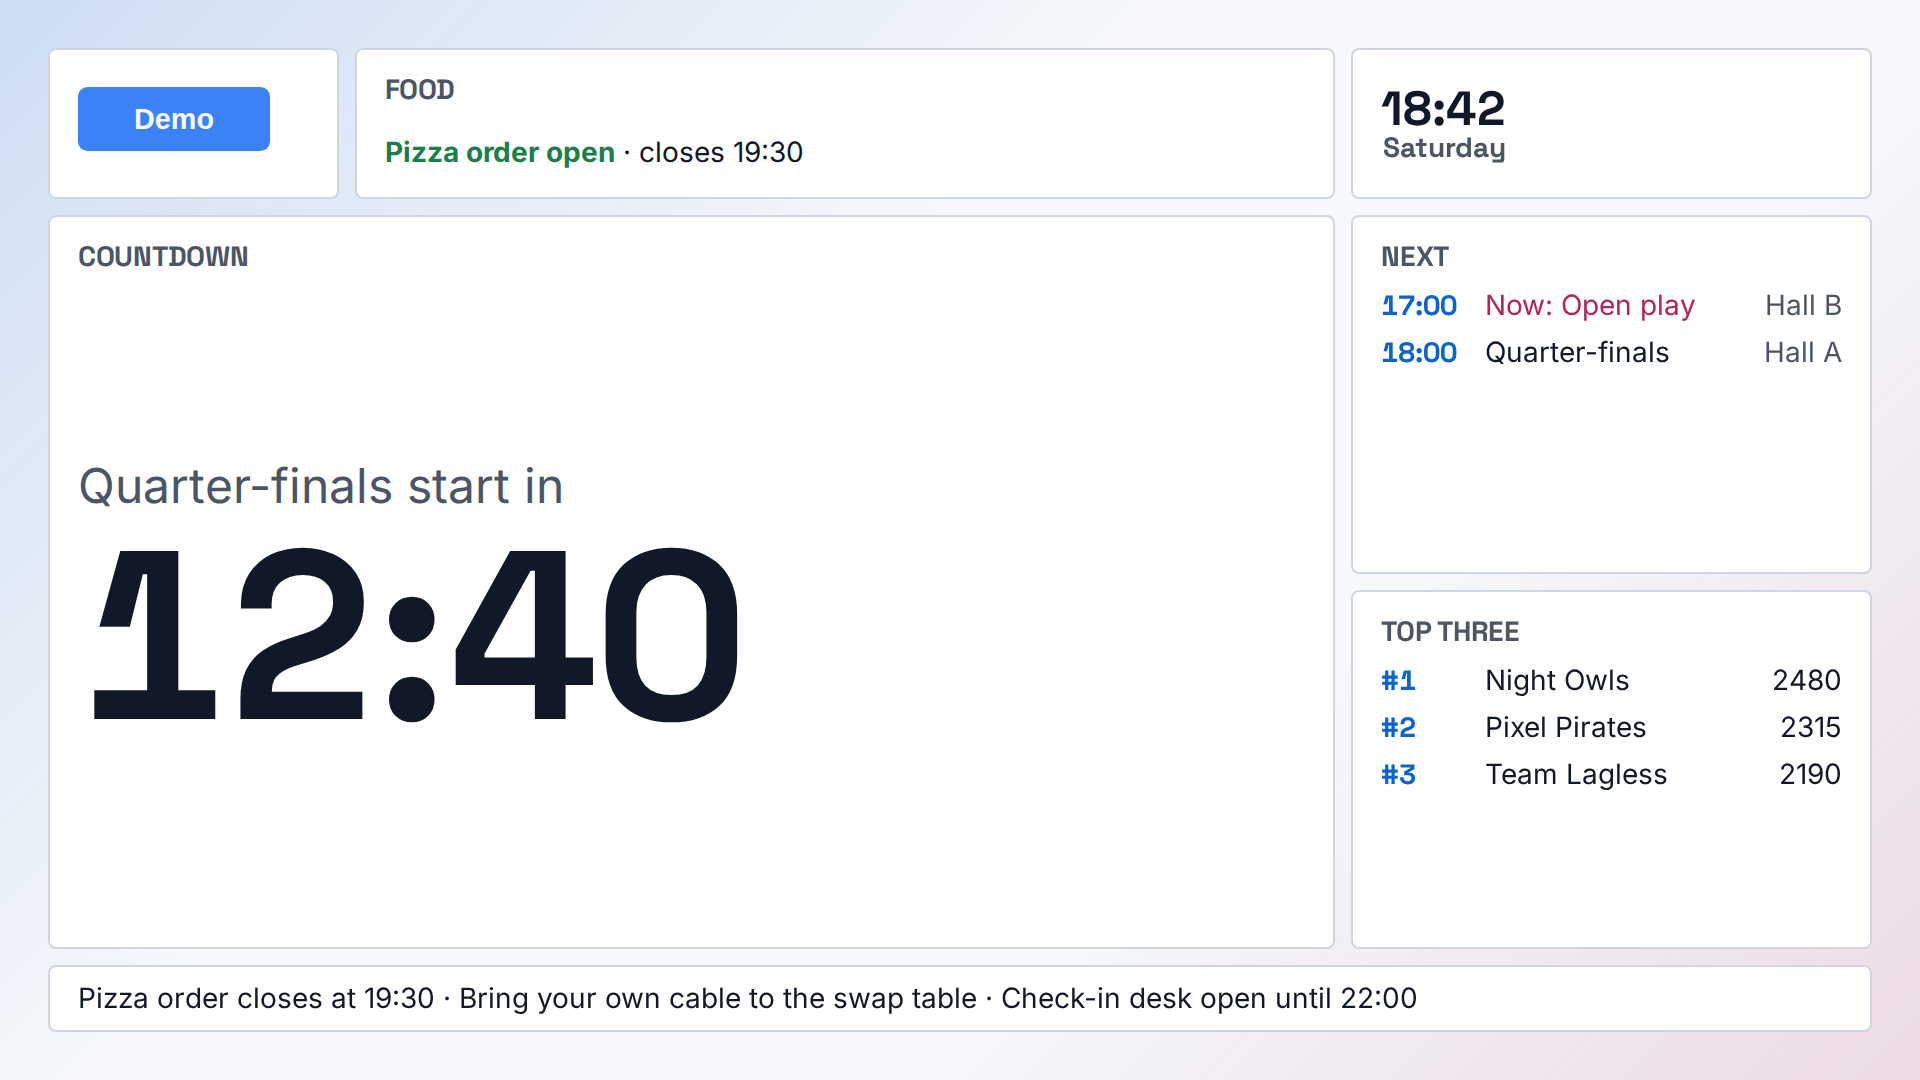 Demo
FOOD
Pizza order open · closes 19:30
18:42
Saturday
COUNTDOWN
Quarter-finals start in
12:40
NEXT
17:00 Now: Open play Hall B
18:00 Quarter-finals Hall A
TOP THREE
#1 Night Owls 2480
#2 Pixel Pirates 2315
#3 Team Lagless 2190
Pizza order closes at 19:30 · Bring your own cable to the swap table · Check-in desk open until 22:00